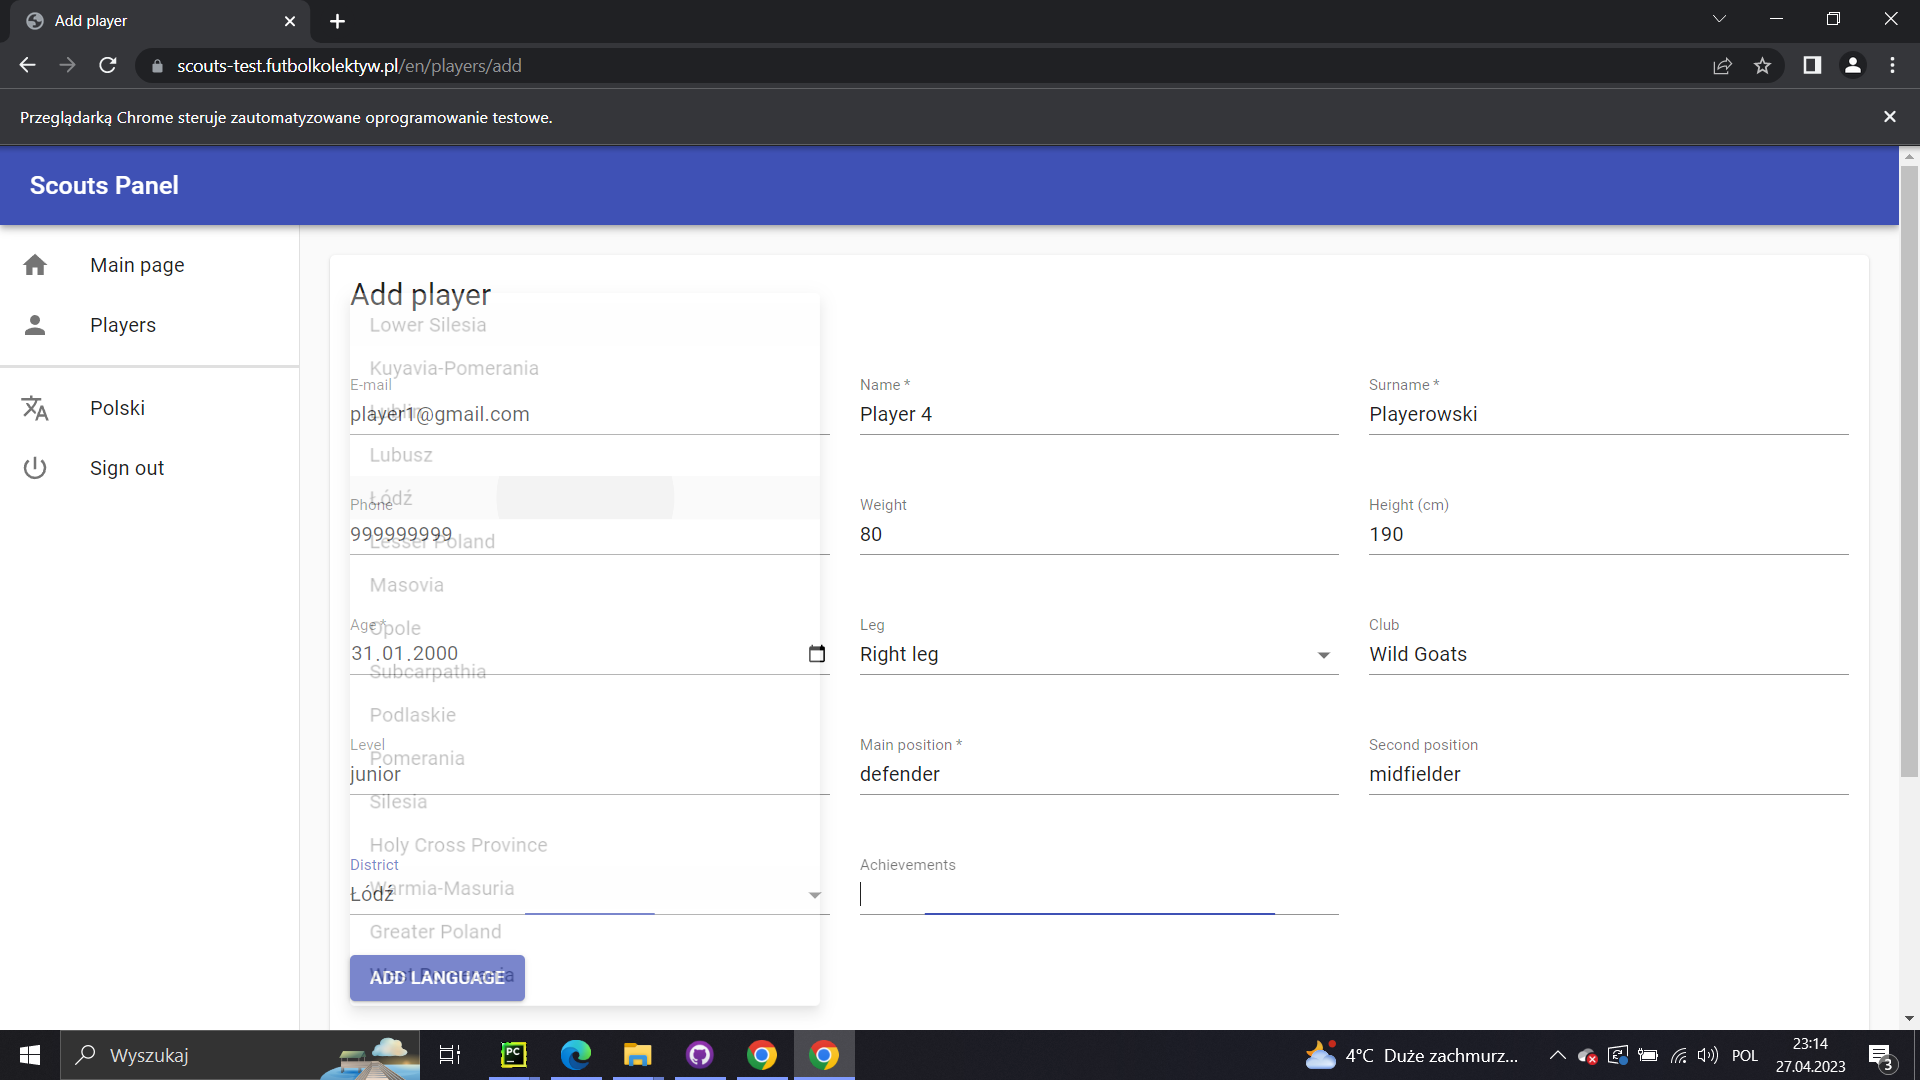 Add player
scouts-test.futbolkolektyw.pl/en/players/add
Przeglądarką Chrome steruje zautomatyzowane oprogramowanie testowe.
Scouts Panel
Main page
Players
Polski
Sign out
Add player
Lower Silesia
Kuyavia-Pomerania
E-mail
Name *
Surname *
Lublin
player1@gmail.com
Player 4
Playerowski
Lubusz
Łódź
Phone
Weight
Height (cm)
999999999
80
190
Lesser Poland
Masovia
Age *
Leg
Club
Opole
31.01.2000
Right leg
Wild Goats
Subcarpathia
Podlaskie
Level
Main position *
Second position
Pomerania
junior
defender
midfielder
Silesia
Holy Cross Province
District
Achievements
Warmia-Masuria
Łódź
Greater Poland
ADD LANGUAGE
PC
Wyszukaj
4°C Duże zachmurz...
POL
23:14
27.04.2023
3